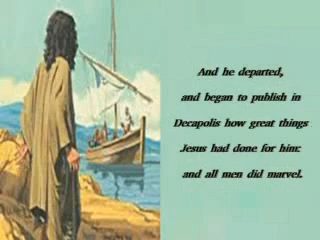 And he departed,
and began to publish in
Decapolis how great things
Jesus had done for him:
and all men did marvel.